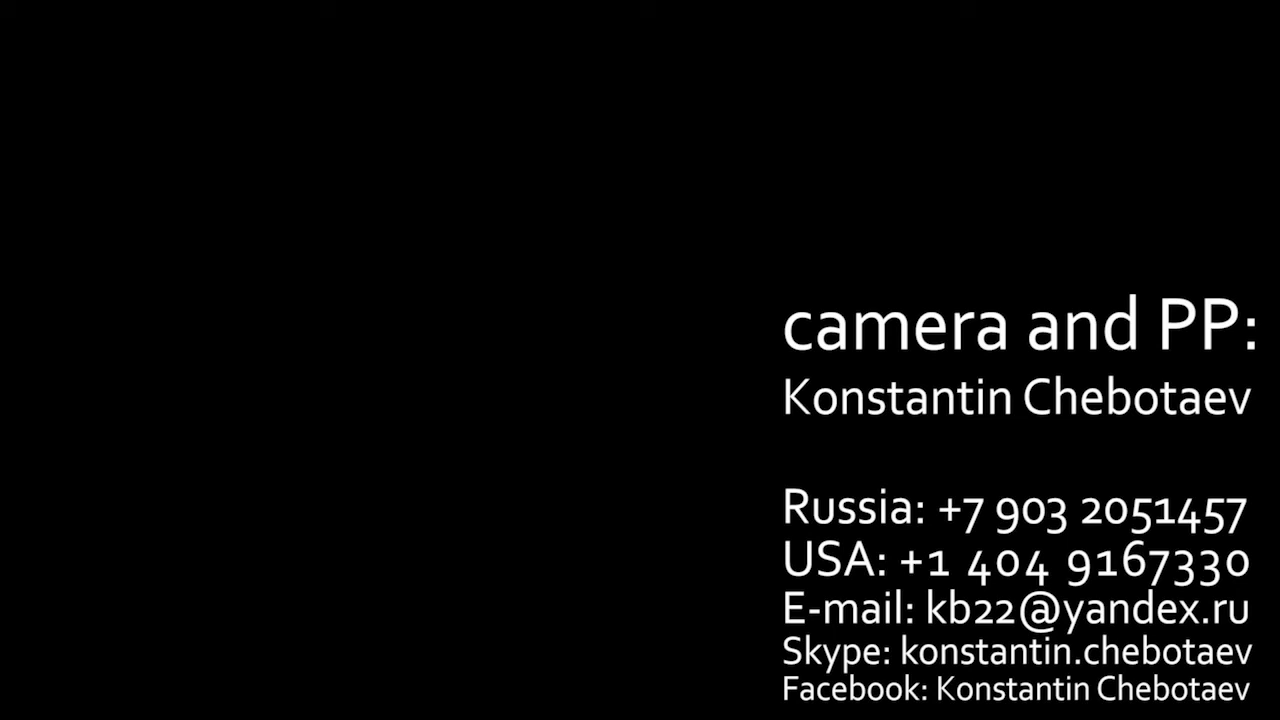 camera and PP:
Konstantin Chebotaev
Russia: +7 903 2051457
USA: +1 404 9167330
E-mail: kb22@yandex.ru
Skype: konstantin.chebotaev
Facebook: Konstantin Chebotaev